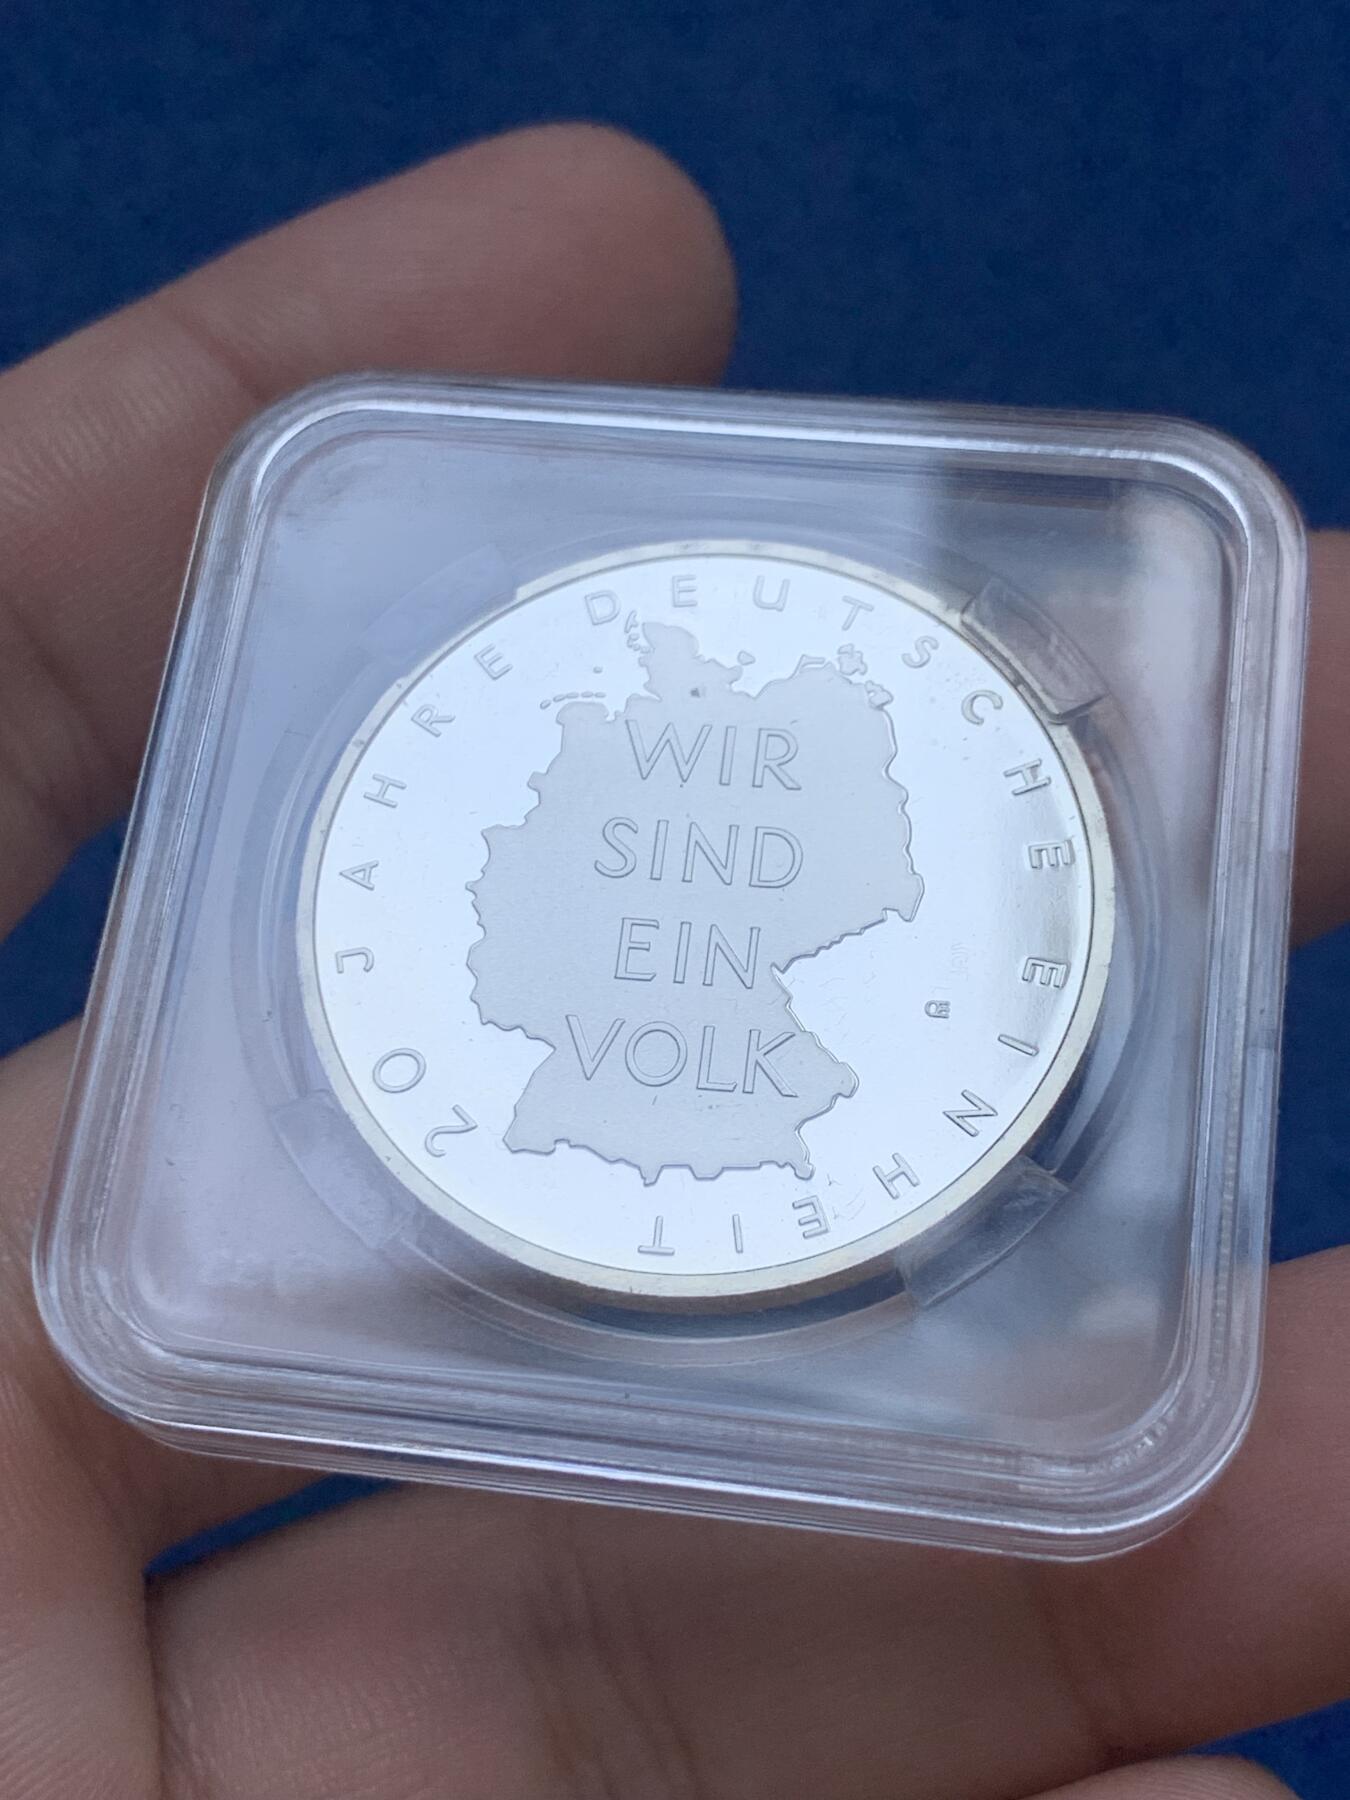 20 JAHRE DEUTSCHE EINHEIT
WIR
SIND
EIN
VOLK